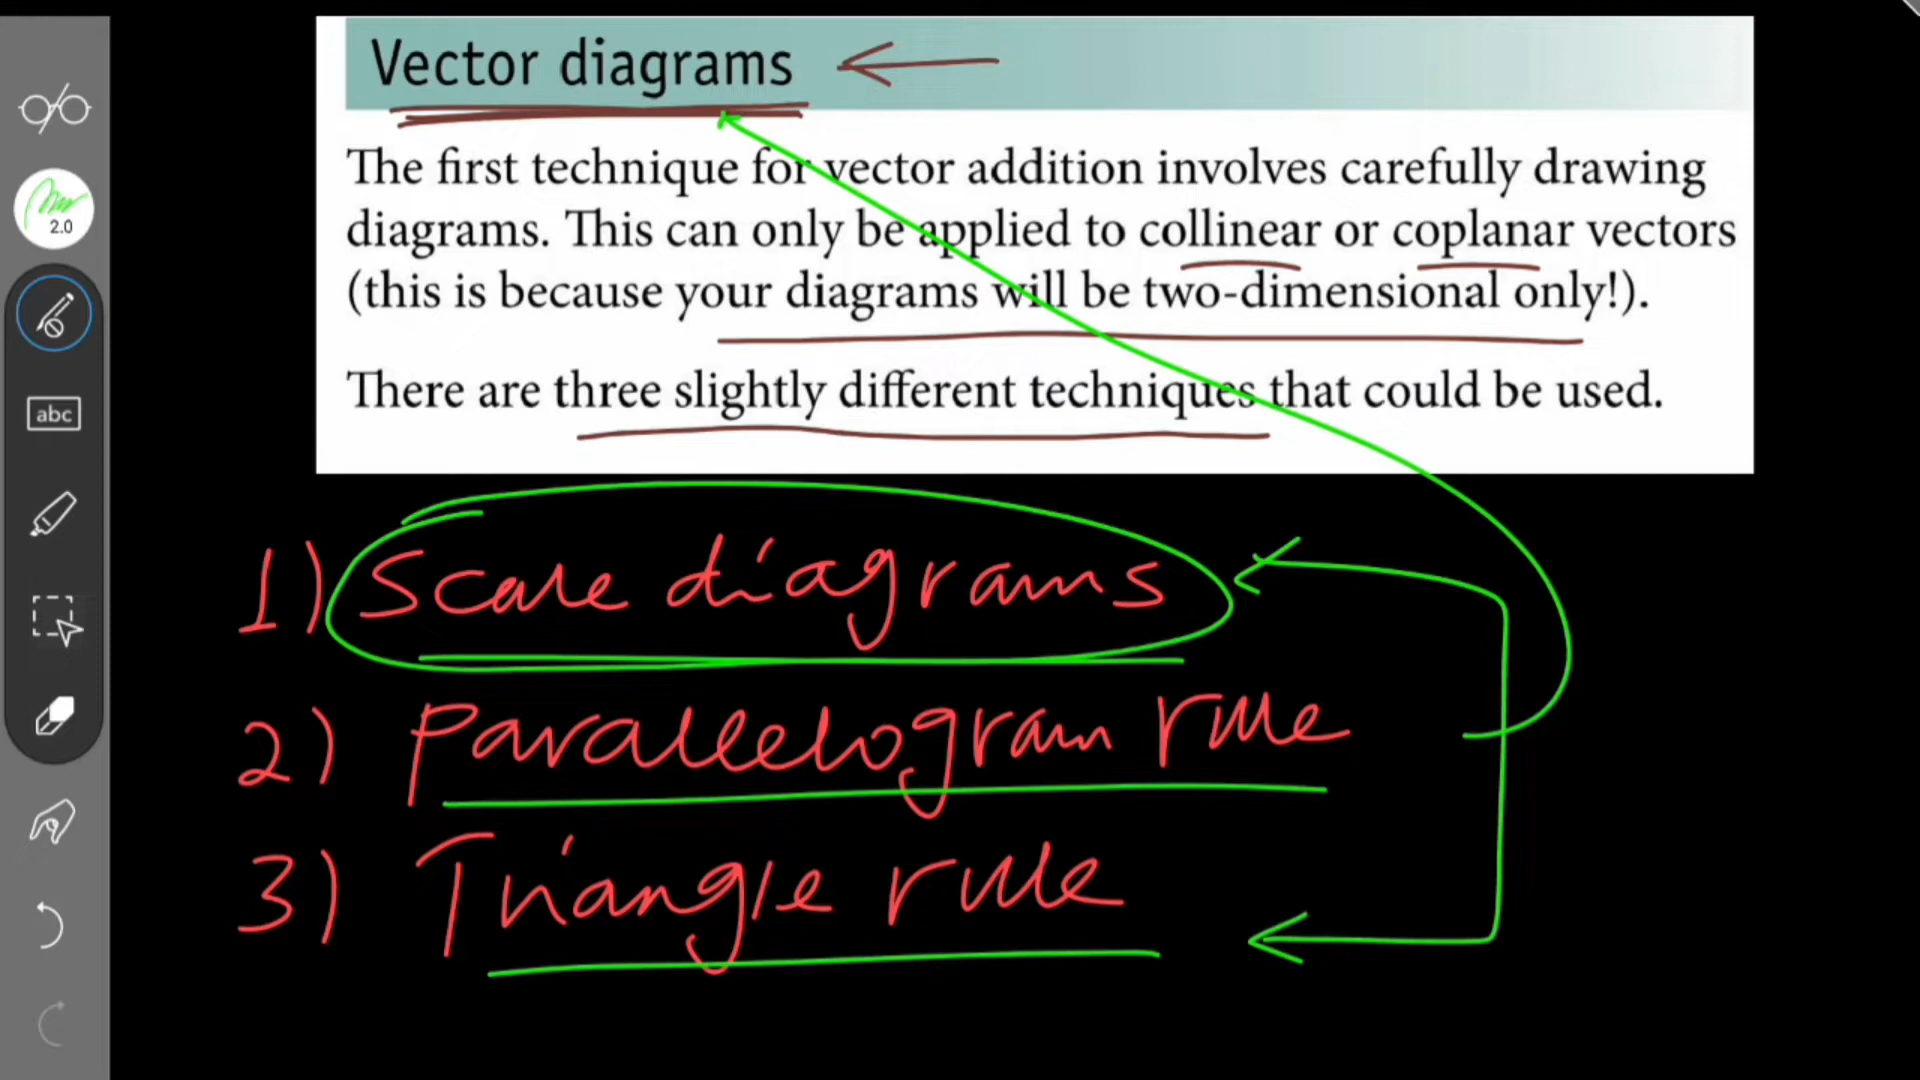 Vector diagrams
The first technique for vector addition involves carefully drawing
diagrams. This can only be applied to collinear or coplanar vectors
(this is because your diagrams will be two-dimensional only!).
There are three slightly different techniques that could be used.
2.0
abc
1) Scale diagrams
2) parallelogram rule
3) Triangle rule